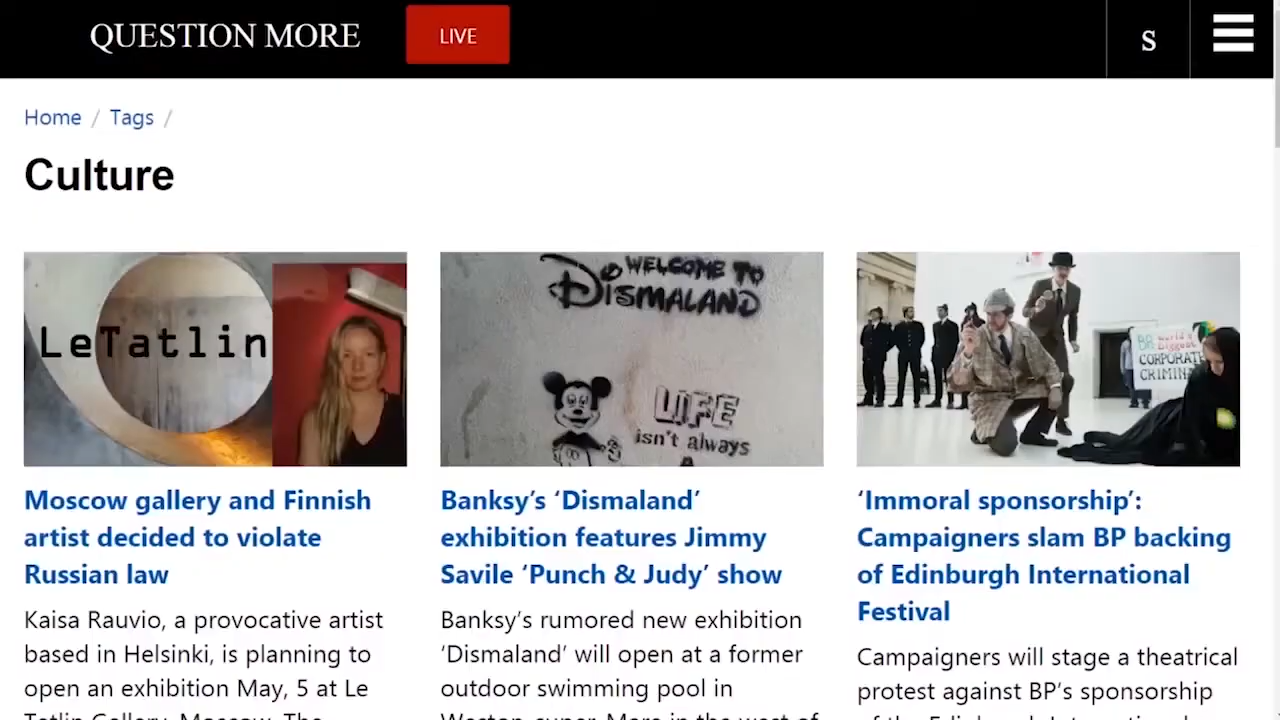 QUESTION MORE
LIVE
S
Home / Tags /
Culture
LeTatlin
WELCOME TO
DISMALAND
LIFE
isn't always
CORPORATE
Moscow gallery and Finnish
artist decided to violate
Russian law
Kaisa Rauvio, a provocative artist
based in Helsinki, is planning to
open an exhibition May, 5 at Le
Tatlin Gallery, Moscow. The
Banksy’s ‘Dismaland’
exhibition features Jimmy
Savile ‘Punch & Judy’ show
Banksy’s rumored new exhibition
‘Dismaland’ will open at a former
outdoor swimming pool in
Weston-super-Mare in the west of
‘Immoral sponsorship’:
Campaigners slam BP backing
of Edinburgh International
Festival
Campaigners will stage a theatrical
protest against BP’s sponsorship
of the Edinburgh International